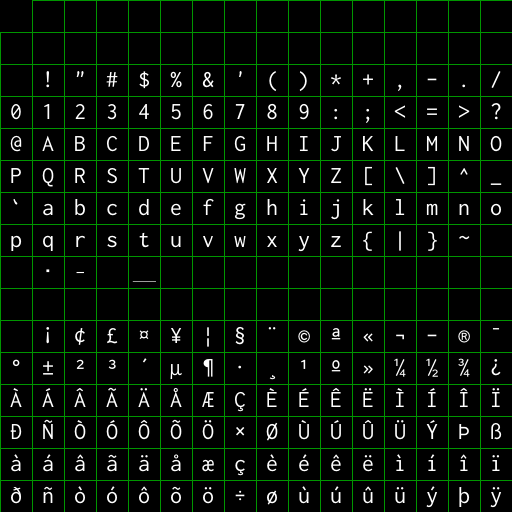 ! " # $ % & ' ( ) * + , - . /
0 1 2 3 4 5 6 7 8 9 : ; < = > ?
@ A B C D E F G H I J K L M N O
P Q R S T U V W X Y Z [ \ ] ^ _
` a b c d e f g h i j k l m n o
p q r s t u v w x y z { | } ~
· – __
¡ ¢ £ ¤ ¥ ¦ § ¨ © ª « ¬ - ® ¯
° ± ² ³ ´ µ ¶ · ¸ ¹ º » ¼ ½ ¾ ¿
À Á Â Ã Ä Å Æ Ç È É Ê Ë Ì Í Î Ï
Ð Ñ Ò Ó Ô Õ Ö × Ø Ù Ú Û Ü Ý Þ ß
à á â ã ä å æ ç è é ê ë ì í î ï
ð ñ ò ó ô õ ö ÷ ø ù ú û ü ý þ ÿ